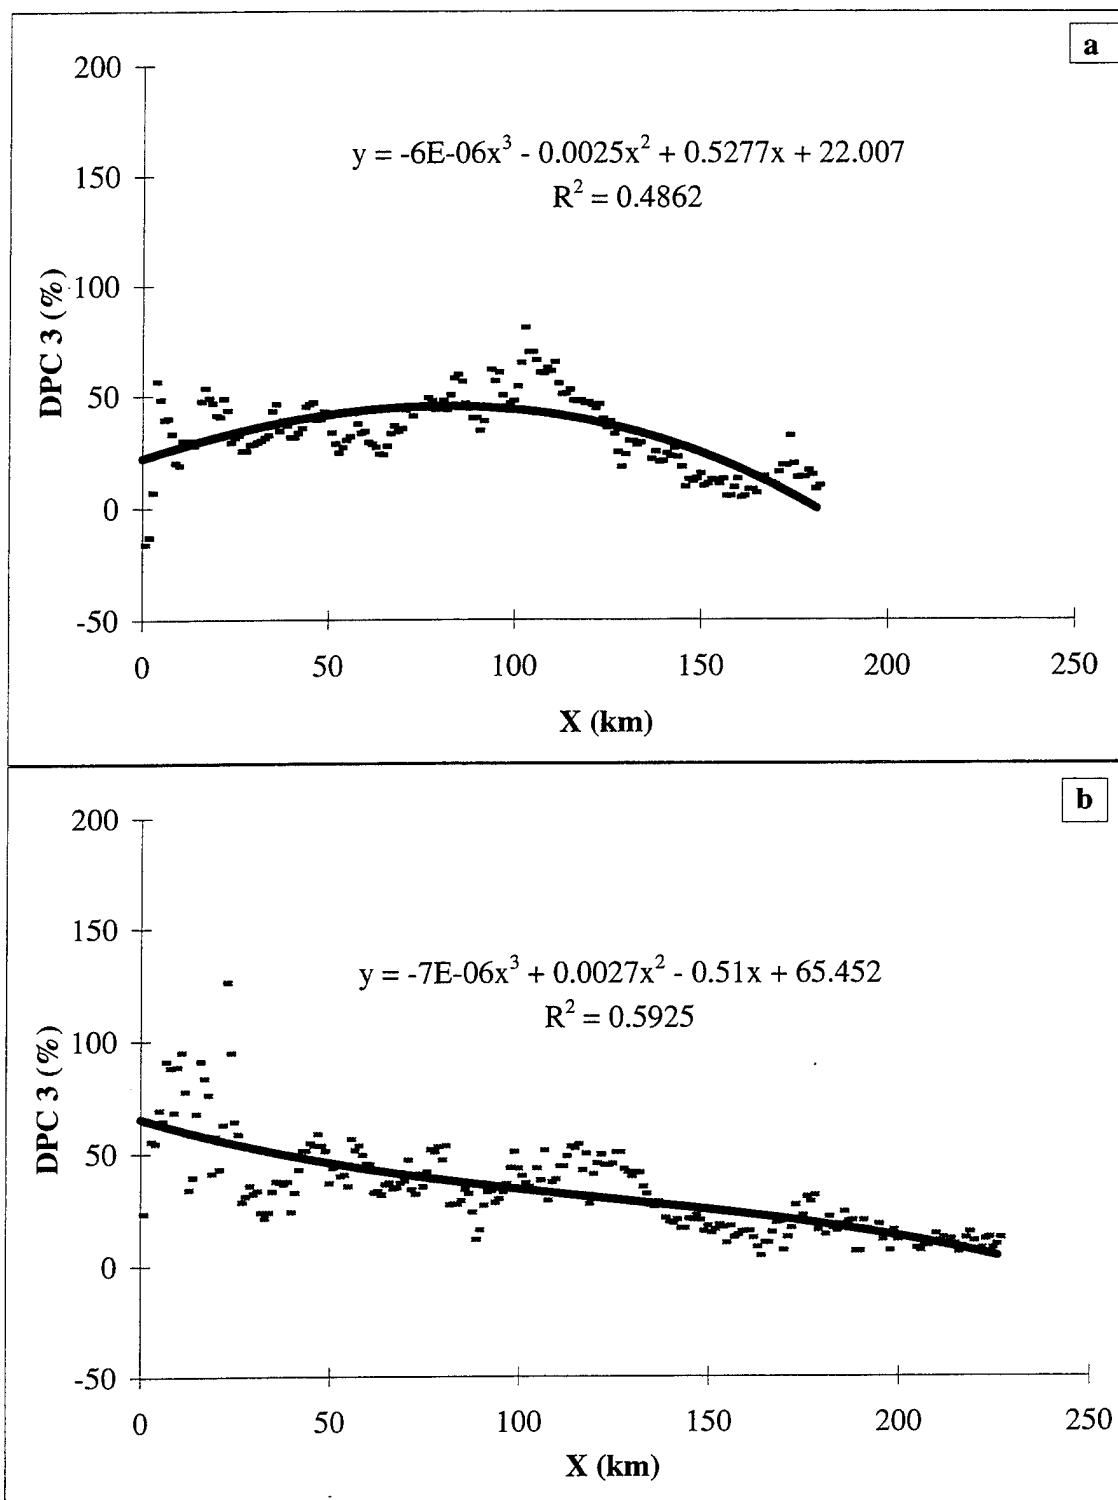 a
200
y = -6E-06x³ - 0.0025x² + 0.5277x + 22.007
150
R² = 0.4862
DPC 3 (%)
100
50
0
-50
0 50 100 150 200 250
X (km)
b
200
150
y = -7E-06x³ + 0.0027x² - 0.51x + 65.452
R² = 0.5925
DPC 3 (%)
100
50
0
-50
0 50 100 150 200 250
X (km)